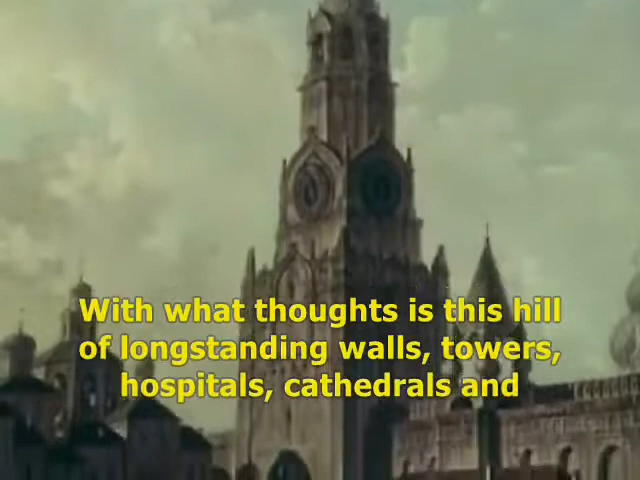 With what thoughts is this hill
of longstanding walls, towers,
hospitals, cathedrals and